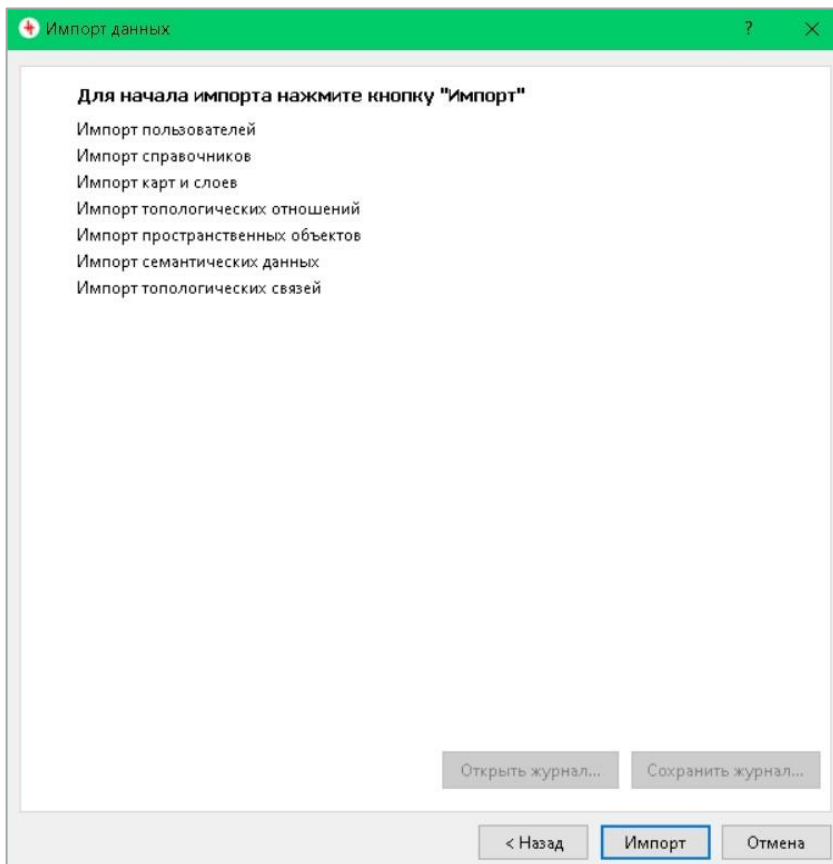 Импорт данных
?
Для начала импорта нажмите кнопку "Импорт"
Импорт пользователей
Импорт справочников
Импорт карт и слоев
Импорт топологических отношений
Импорт пространственных объектов
Импорт семантических данных
Импорт топологических связей
Открыть журнал... Сохранить журнал...
< Назад Импорт Отмена